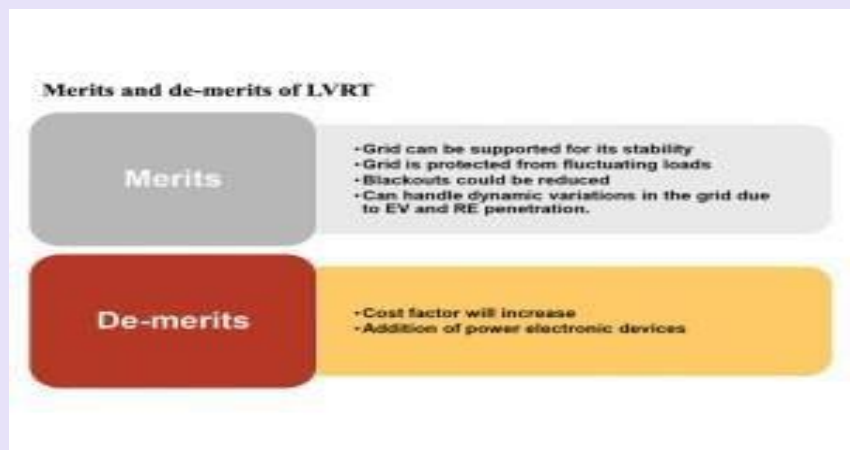 Merits and de-merits of LVRT
Merits
•Grid can be supported for its stability
•Grid is protected from fluctuating loads
•Blackouts could be reduced
•Can handle dynamic variations in the grid due
to EV and RE penetration.
De-merits
•Cost factor will increase
•Addition of power electronic devices